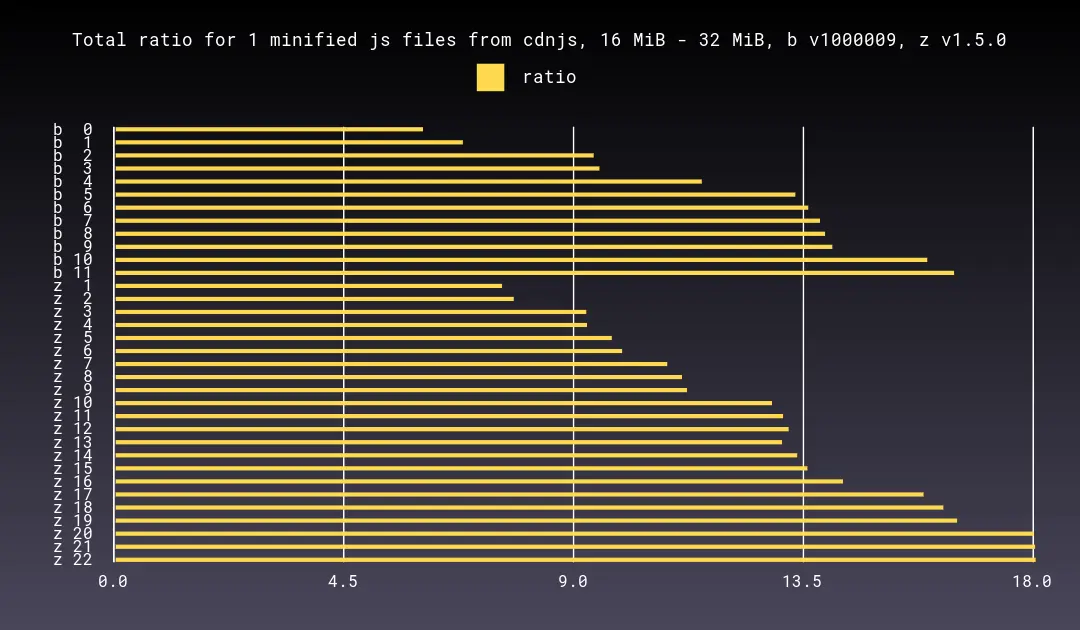 Total ratio for 1 minified js files from cdnjs, 16 MiB - 32 MiB, b v1000009, z v1.5.0
ratio
b 0
b 1
b 2
b 3
b 4
b 5
b 6
b 7
b 8
b 9
b 10
b 11
z 1
z 2
z 3
z 4
z 5
z 6
z 7
z 8
z 9
z 10
z 11
z 12
z 13
z 14
z 15
z 16
z 17
z 18
z 19
z 20
z 21
z 22
0.0 4.5 9.0 13.5 18.0